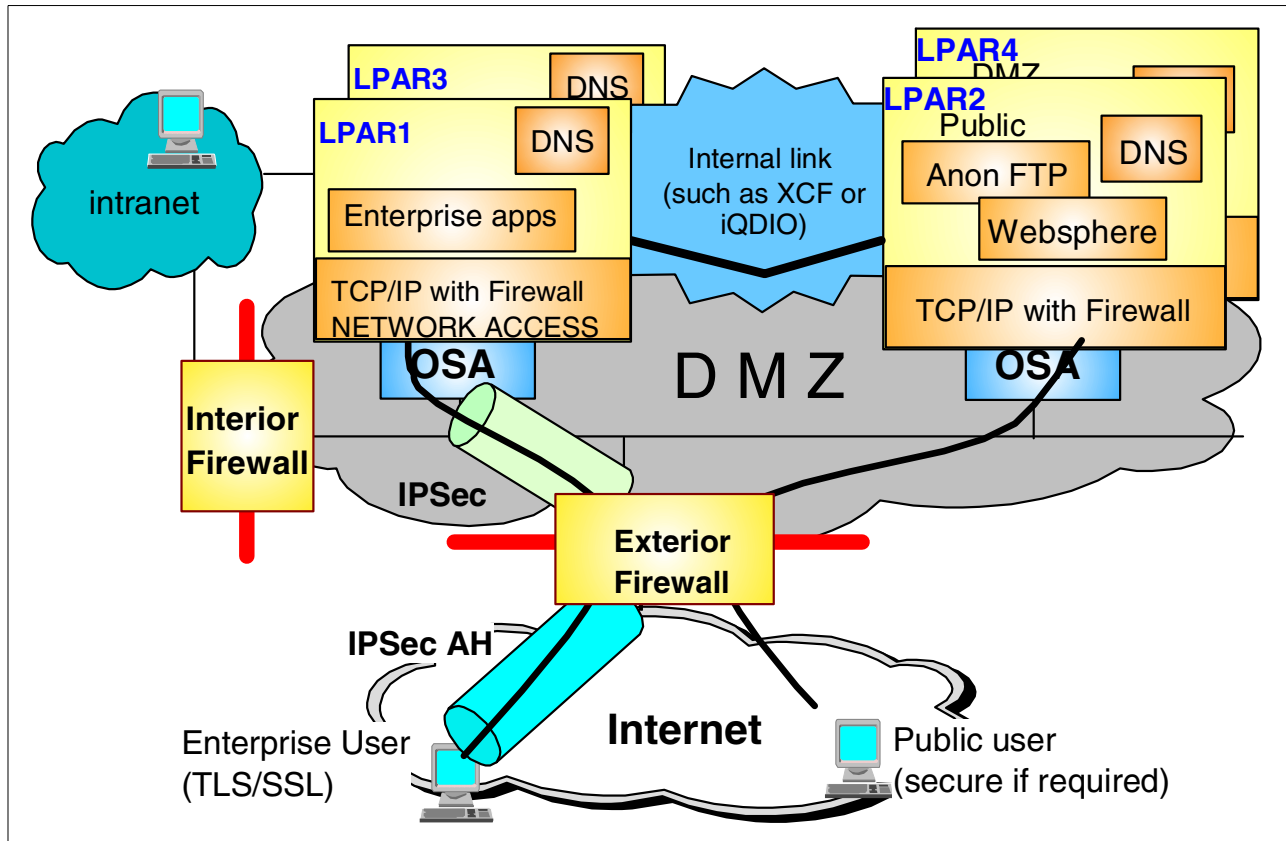 LPAR3
DNS
LPAR1
DNS
Enterprise apps
TCP/IP with Firewall
NETWORK ACCESS
OSA
intranet
Internal link
(such as XCF or
iQDIO)
LPAR4
DMZ
LPAR2
Public
DNS
Anon FTP
Websphere
TCP/IP with Firewall
OSA
D M Z
Interior
Firewall
IPSec
Exterior
Firewall
IPSec AH
Internet
Enterprise User
(TLS/SSL)
Public user
(secure if required)